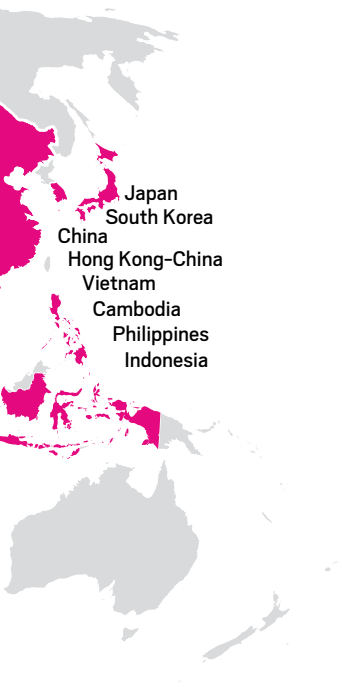 Japan
South Korea
China
Hong Kong–China
Vietnam
Cambodia
Philippines
Indonesia